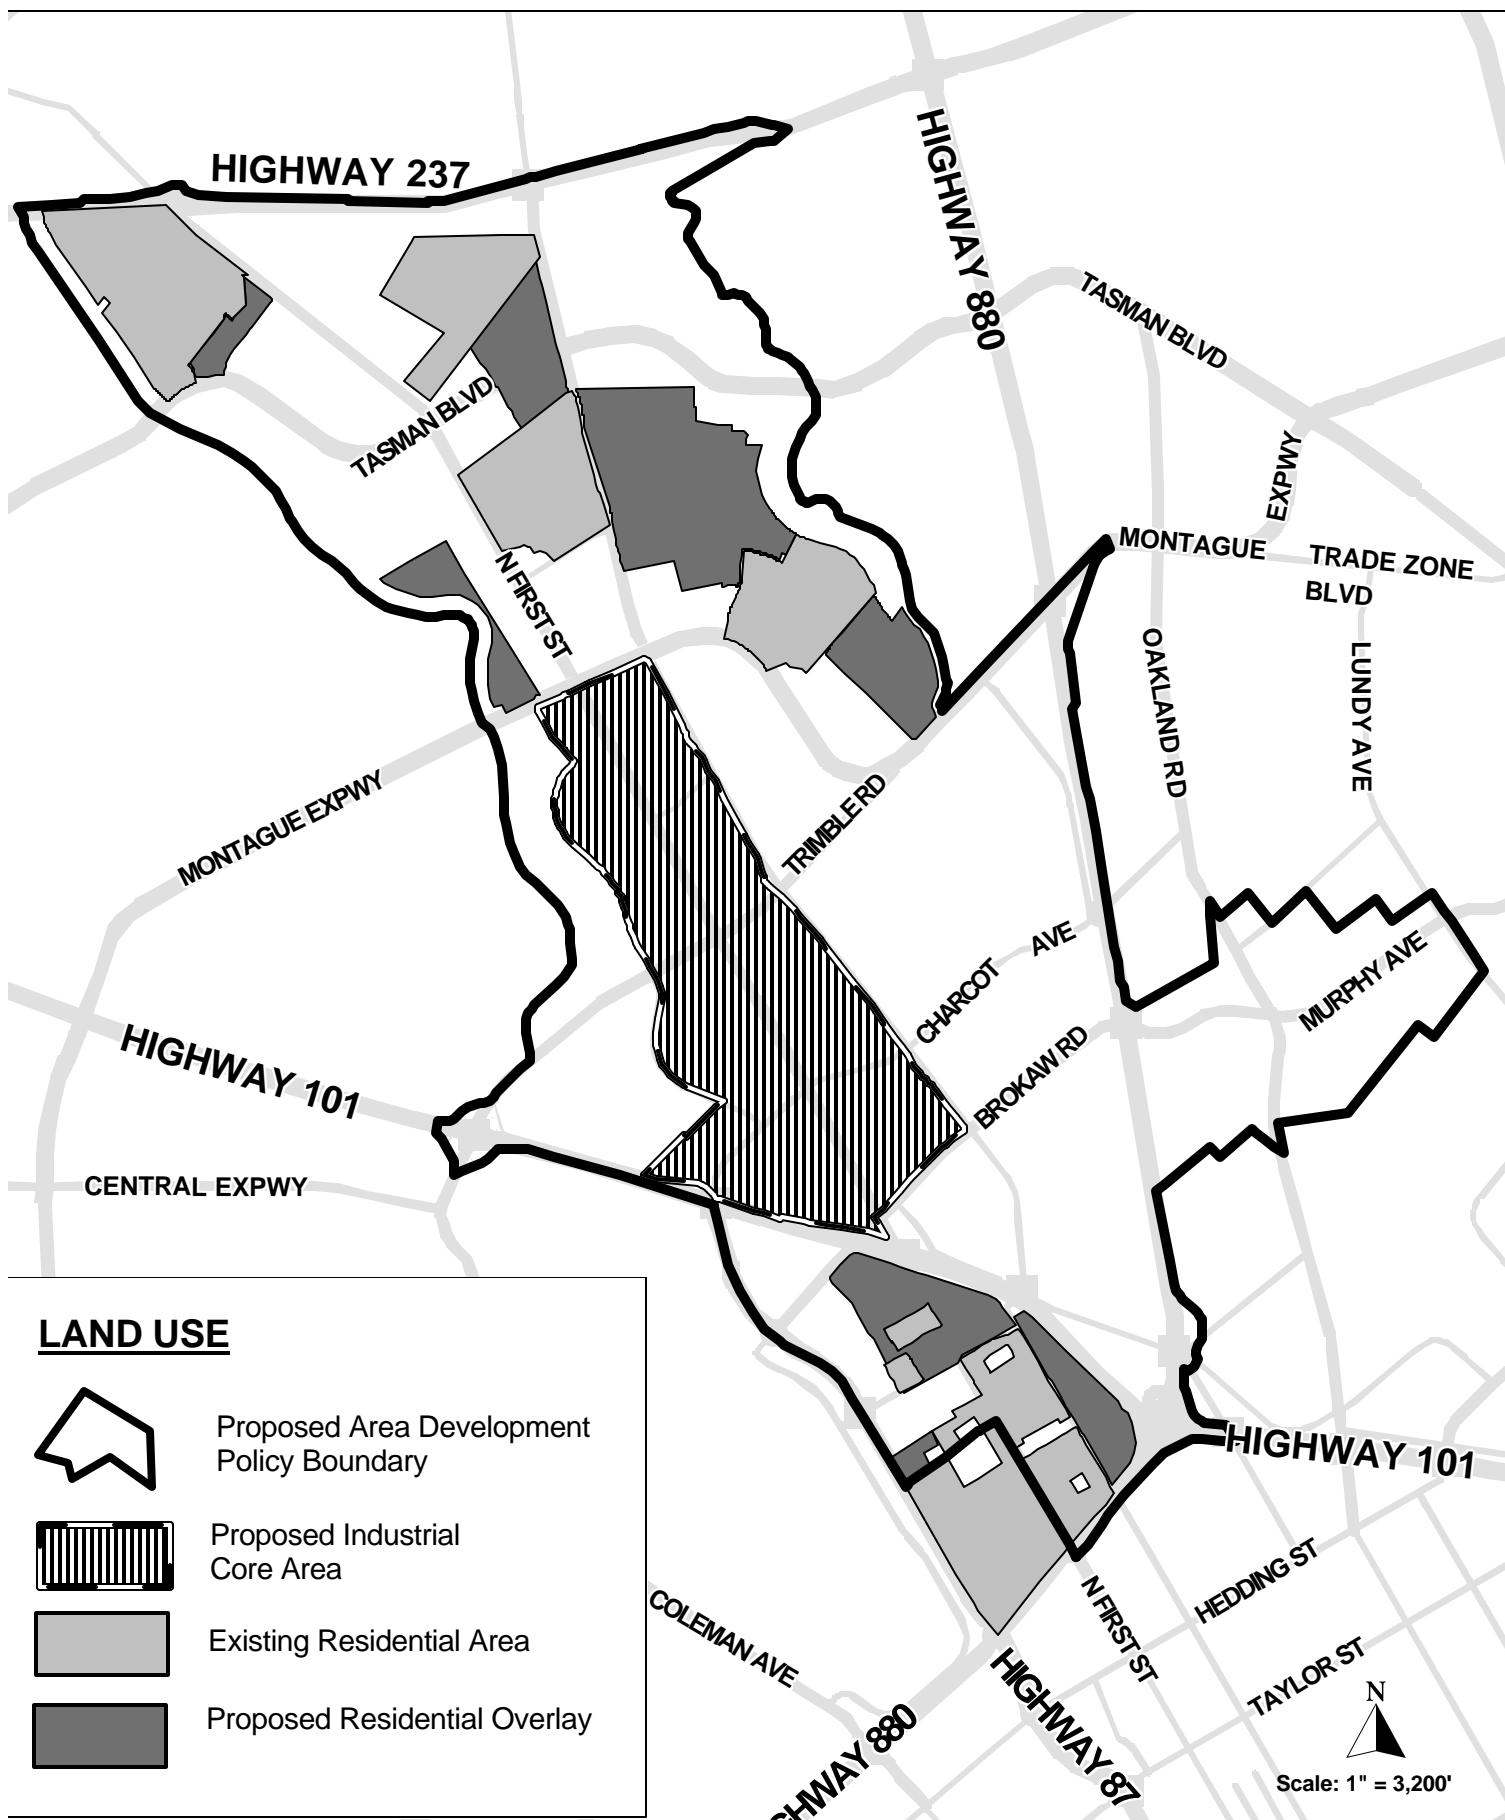 HIGHWAY 237
HIGHWAY 880
TASMAN BLVD
TASMAN BLVD
EXPWY
MONTAGUE
TRADE ZONE
BLVD
N FIRST ST
OAKLAND RD
LUNDY AVE
MONTAGUE EXPWY
TRIMBLE RD
CHARCOT AVE
MURPHY AVE
BROKAW RD
HIGHWAY 101
CENTRAL EXPWY
LAND USE
Proposed Area Development
Policy Boundary
Proposed Industrial
Core Area
Existing Residential Area
Proposed Residential Overlay
HIGHWAY 101
HEDDING ST
N FIRST ST
COLEMAN AVE
TAYLOR ST
HIGHWAY 87
GHWAY 880
N
Scale: 1" = 3,200'